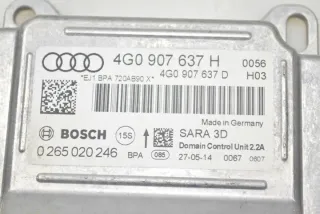 4G0 907 637 H 0056
*EJ1 BPA 720AB90 X* 4G0 907 637 D H03
Made in Germany
BOSCH 15S SARA 3D
Domain Control Unit 2.2A
0 265 020 246 BPA 085 27-05-14 0067